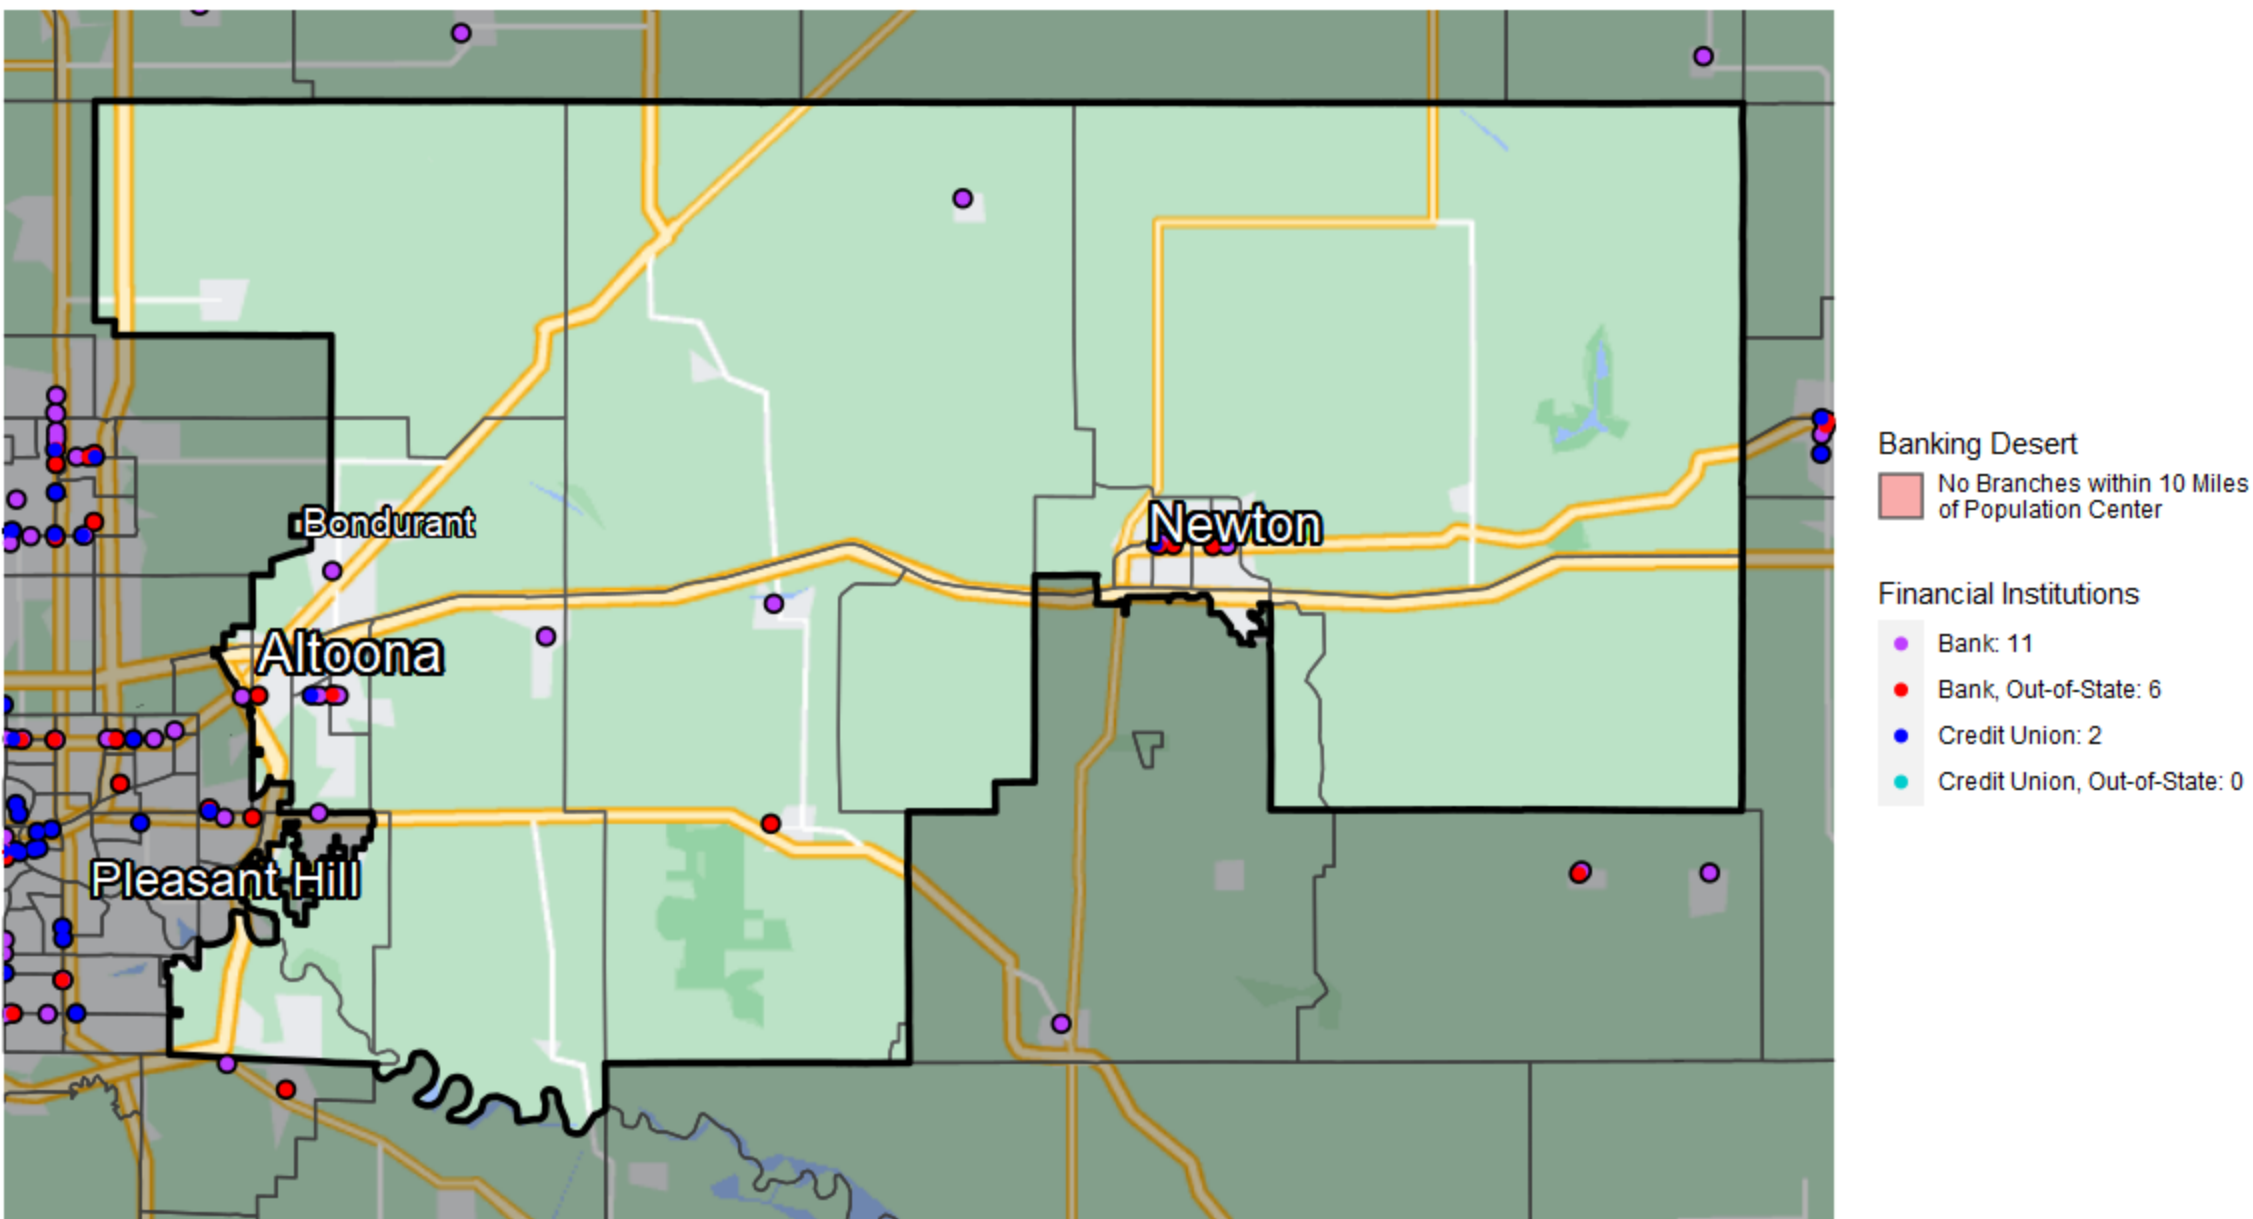 Bondurant
Newton
Altoona
Pleasant Hill
Banking Desert
No Branches within 10 Miles
of Population Center
Financial Institutions
Bank: 11
Bank, Out-of-State: 6
Credit Union: 2
Credit Union, Out-of-State: 0